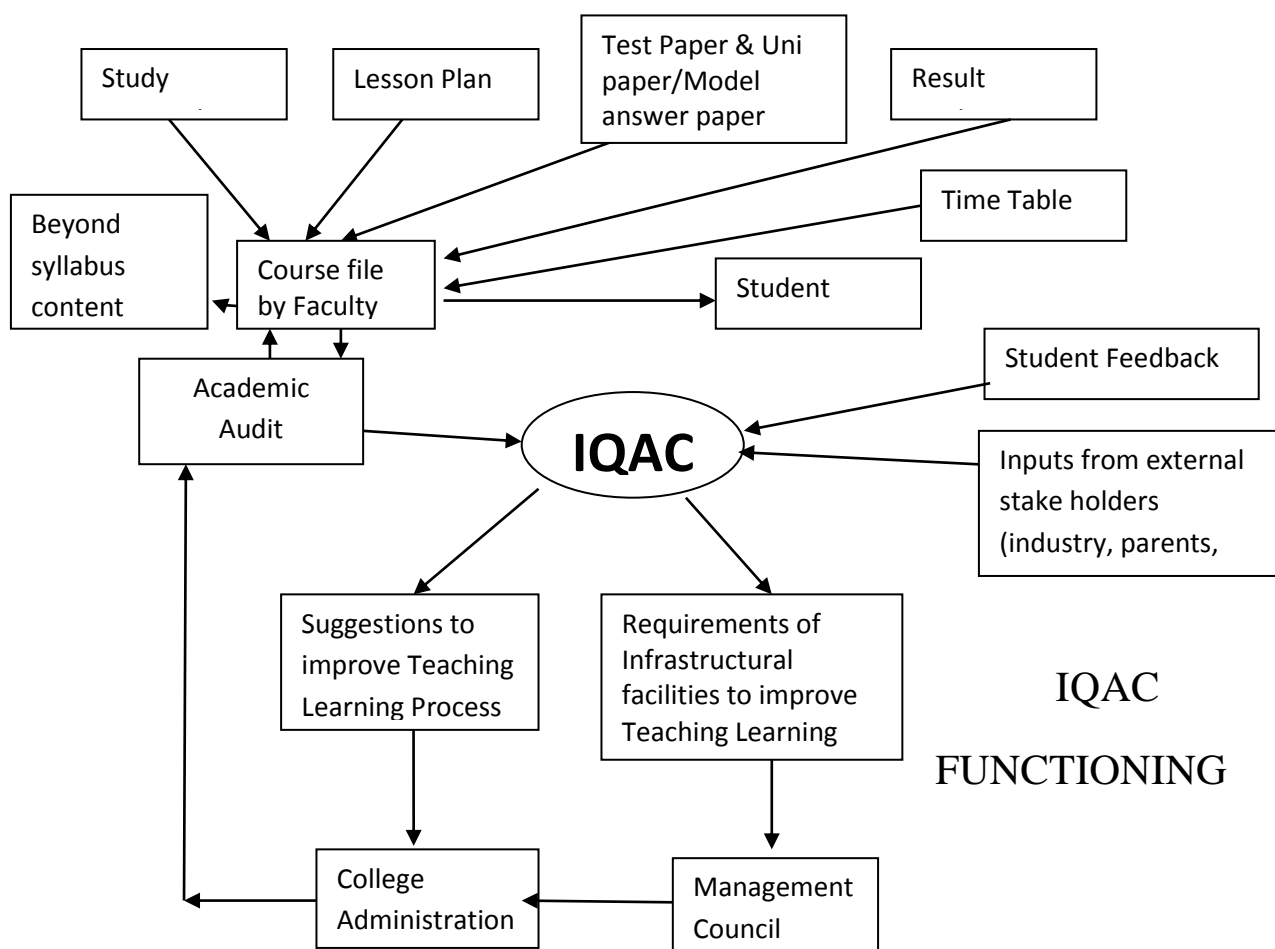 Study
Lesson Plan
Test Paper & Uni
paper/Model
answer paper
Result
Beyond
syllabus
content
Course file
by Faculty
Time Table
Student
Academic
Audit
IQAC
Student Feedback
Inputs from external
stake holders
(industry, parents,
Suggestions to
improve Teaching
Learning Process
Requirements of
Infrastructural
facilities to improve
Teaching Learning
IQAC
FUNCTIONING
College
Administration
Management
Council